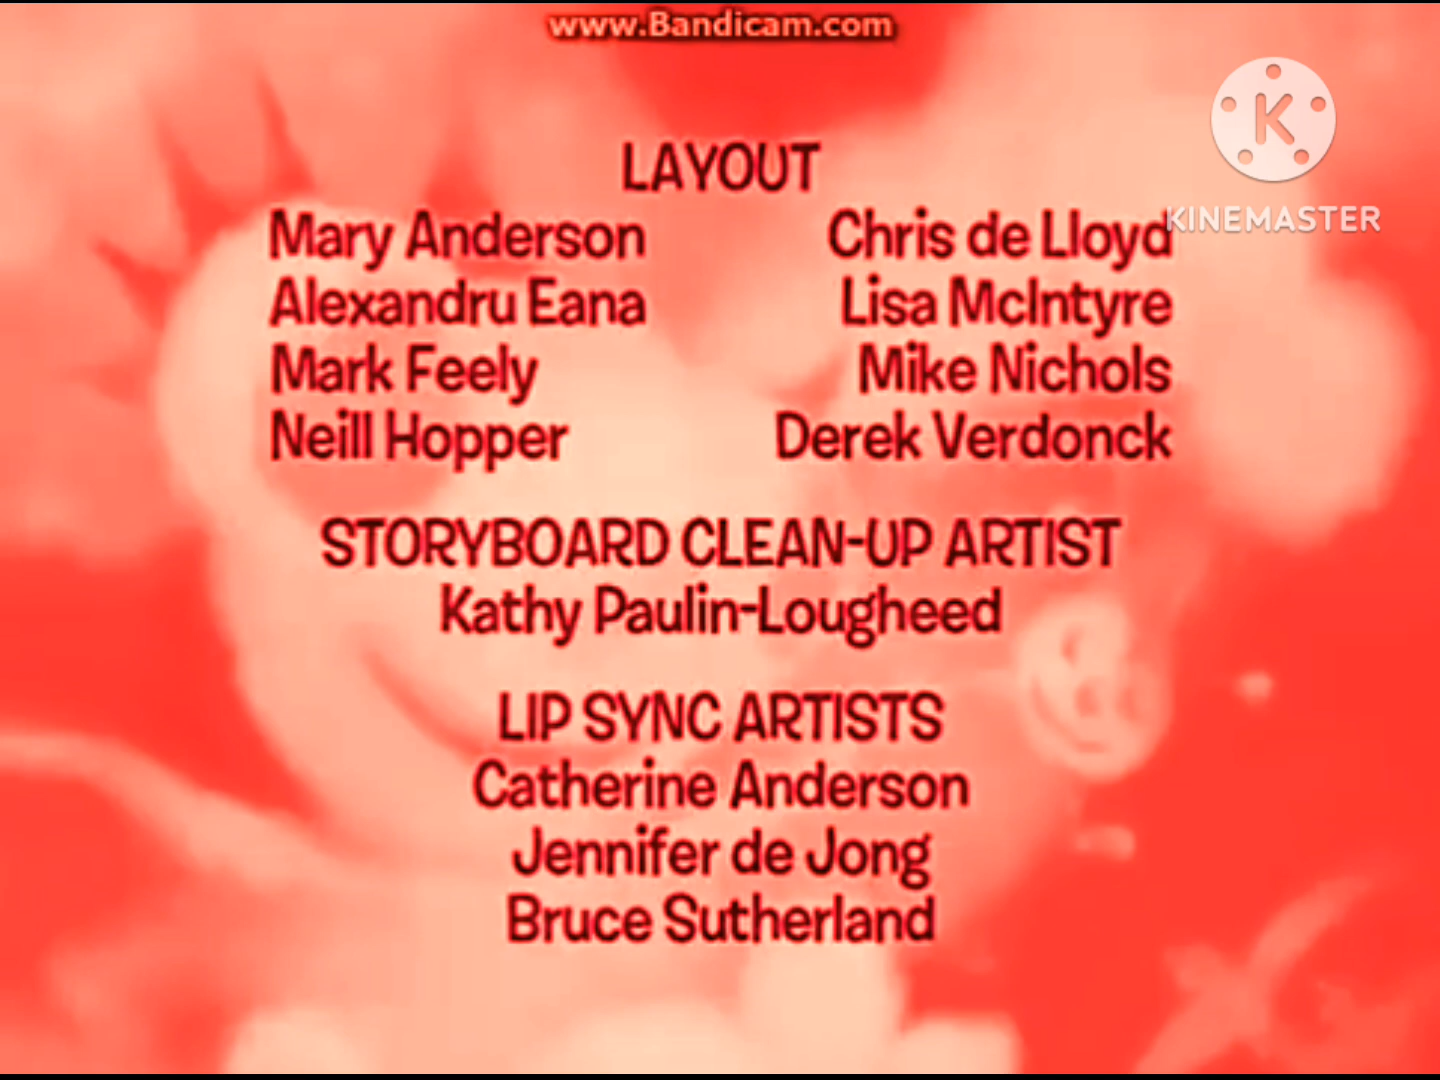 www.Bandicam.com
K
KINEMASTER
LAYOUT
Mary Anderson Chris de Lloyd
Alexandru Eana Lisa McIntyre
Mark Feely Mike Nichols
Neill Hopper Derek Verdonck
STORYBOARD CLEAN-UP ARTIST
Kathy Paulin-Lougheed
LIP SYNC ARTISTS
Catherine Anderson
Jennifer de Jong
Bruce Sutherland